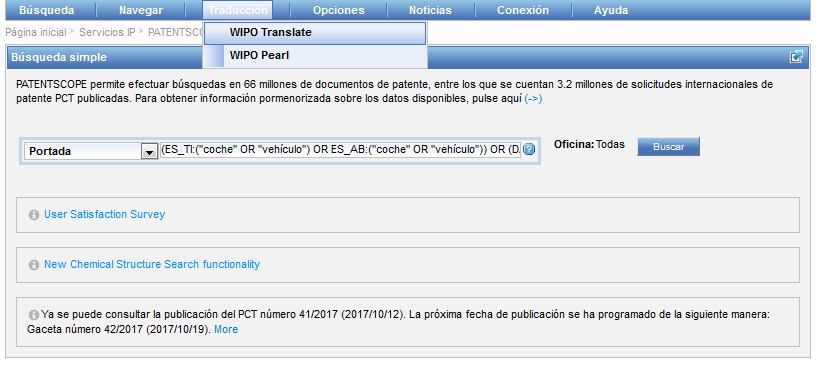 Búsqueda Navegar Traducción Opciones Noticias Conexión Ayuda
Página inicial > Servicios IP > PATENTSC
WIPO Translate
WIPO Pearl
Búsqueda simple
PATENTSCOPE permite efectuar búsquedas en 66 millones de documentos de patente, entre los que se cuentan 3.2 millones de solicitudes internacionales de
patente PCT publicadas. Para obtener información pormenorizada sobre los datos disponibles, pulse aquí (->)
Portada (ES_TI:("coche" OR "vehículo") OR ES_AB:("coche" OR "vehículo")) OR (D Oficina: Todas Buscar
User Satisfaction Survey
New Chemical Structure Search functionality
Ya se puede consultar la publicación del PCT número 41/2017 (2017/10/12). La próxima fecha de publicación se ha programado de la siguiente manera:
Gaceta número 42/2017 (2017/10/19). More